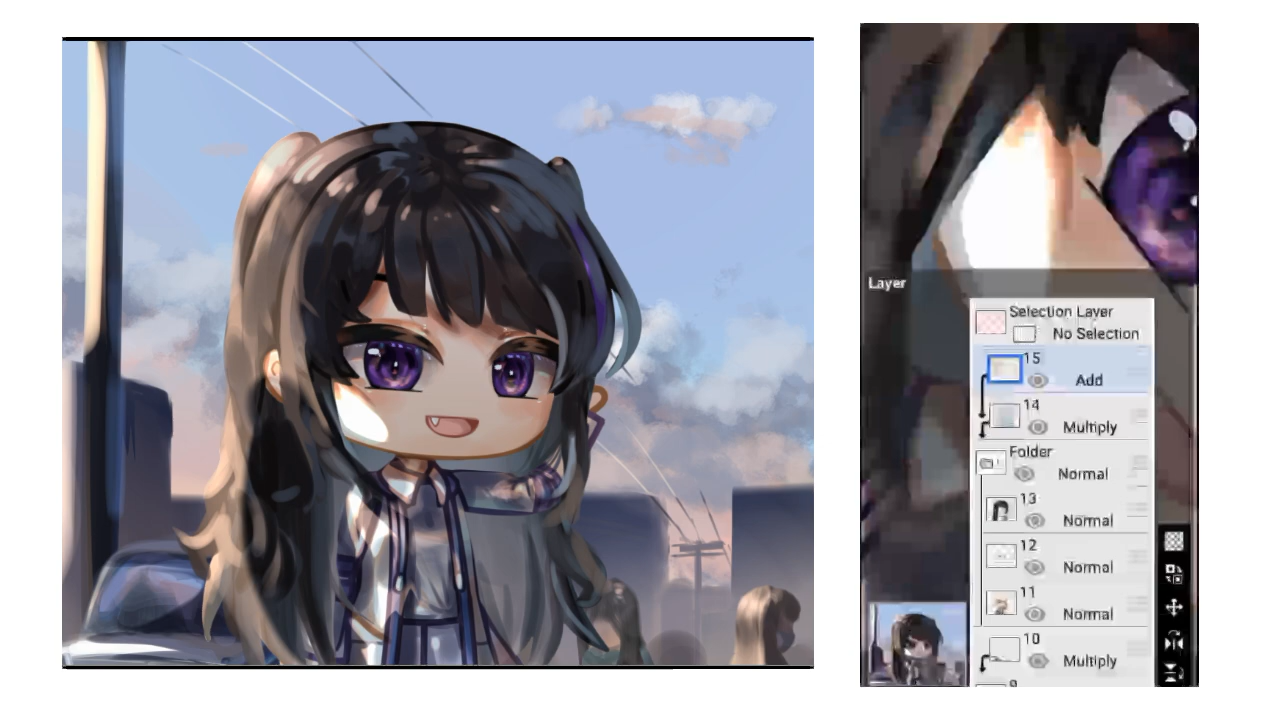 Layer
Selection Layer
No Selection
15
Add
14
Multiply
Folder
Normal
13
Normal
12
Normal
11
Normal
10
Multiply
9